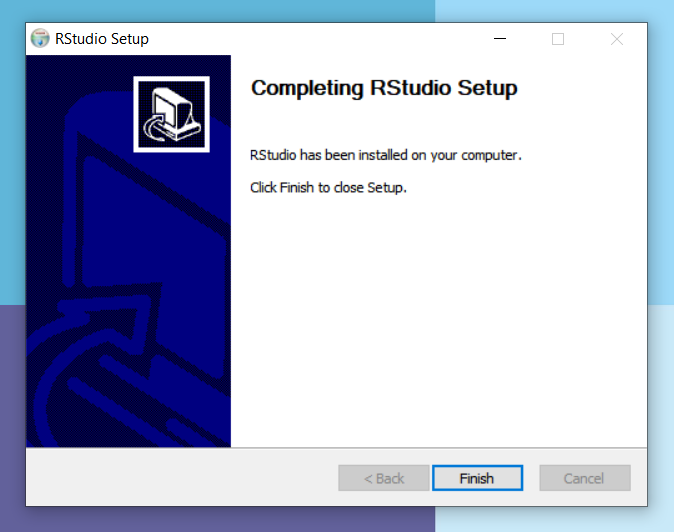 RStudio Setup
Completing RStudio Setup
RStudio has been installed on your computer.
Click Finish to close Setup.
< Back
Finish
Cancel